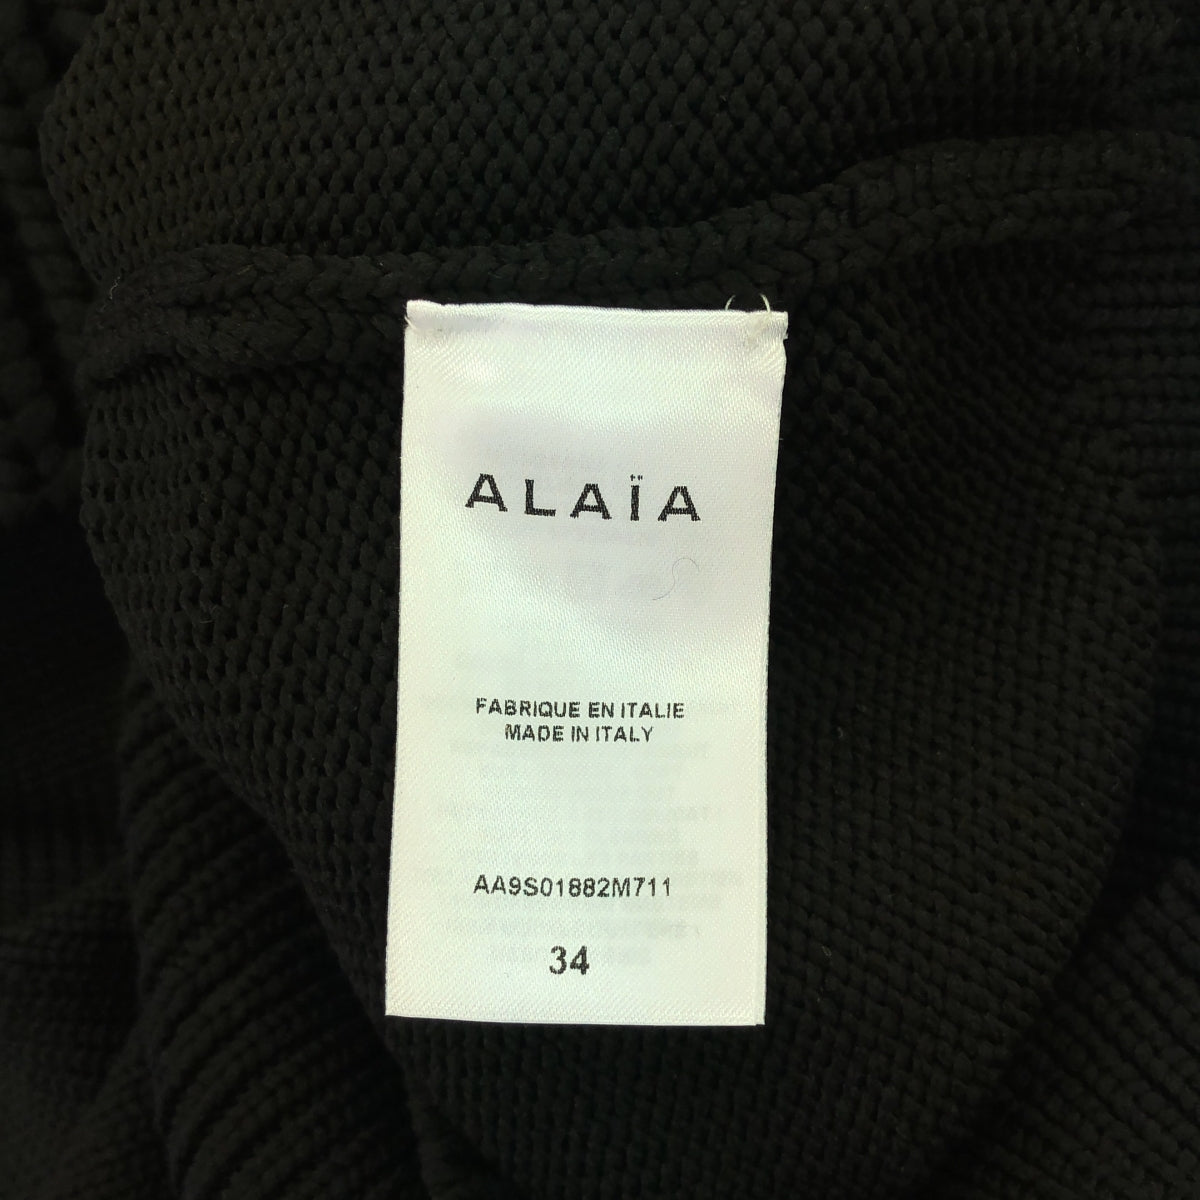 ALAÏA
FABRIQUE EN ITALIE
MADE IN ITALY
AA9S01882M711
34